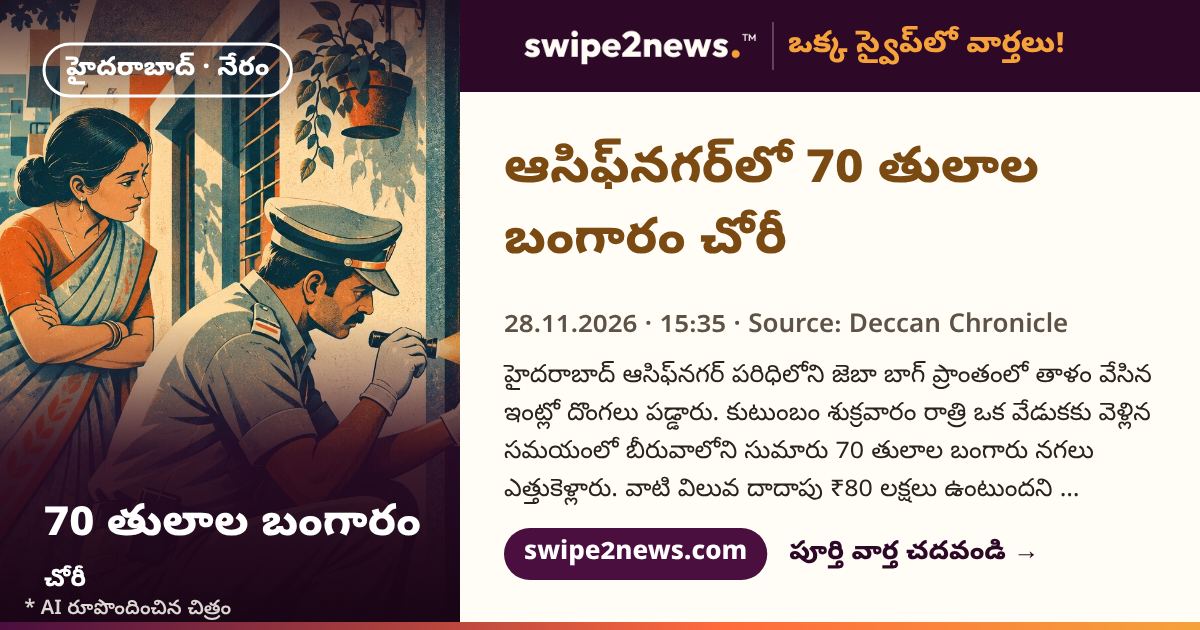 హైదరాబాద్ · నేరం
70 తులాల బంగారం
చోరీ
* AI రూపొందించిన చిత్రం
swipe2news.™
ఒక్క స్వైప్‌లో వార్తలు!
ఆసిఫ్‌నగర్‌లో 70 తులాల
బంగారం చోరీ
28.11.2026 · 15:35 · Source: Deccan Chronicle
హైదరాబాద్ ఆసిఫ్‌నగర్ పరిధిలోని జెబా బాగ్ ప్రాంతంలో తాళం వేసిన
ఇంట్లో దొంగలు పడ్డారు. కుటుంబం శుక్రవారం రాత్రి ఒక వేడుకకు వెళ్లిన
సమయంలో బీరువాలోని సుమారు 70 తులాల బంగారు నగలు
ఎత్తుకెళ్లారు. వాటి విలువ దాదాపు ₹80 లక్షలు ఉంటుందని ...
swipe2news.com
పూర్తి వార్త చదవండి →